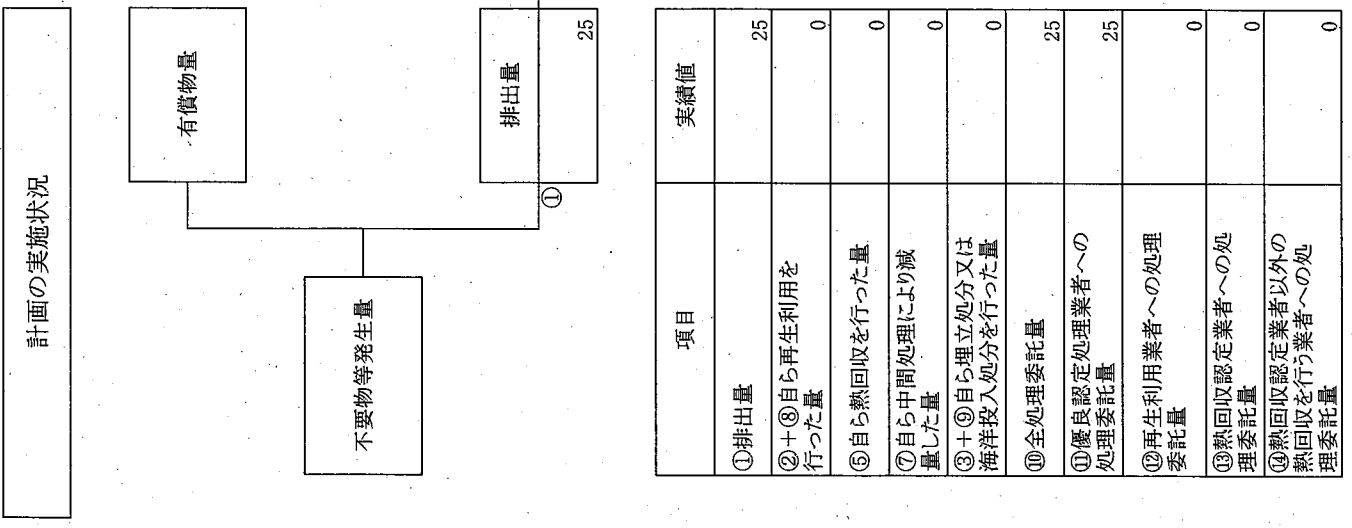 計画の実施状況
不要物等発生量
有償物量
排出量
①
25
項目
実績値
①排出量
25
②+⑧自ら再生利用を
行った量
0
⑤自ら熱回収を行った量
0
⑦自ら中間処理により減
量した量
0
③+⑨自ら埋立処分又は
海洋投入処分を行った量
0
⑩全処理委託量
25
⑪優良認定処理業者への
処理委託量
25
⑫再生利用業者への処理
委託量
0
⑬熱回収認定業者への処
理委託量
0
⑭熱回収認定業者以外の
熱回収を行う業者への処
理委託量
0